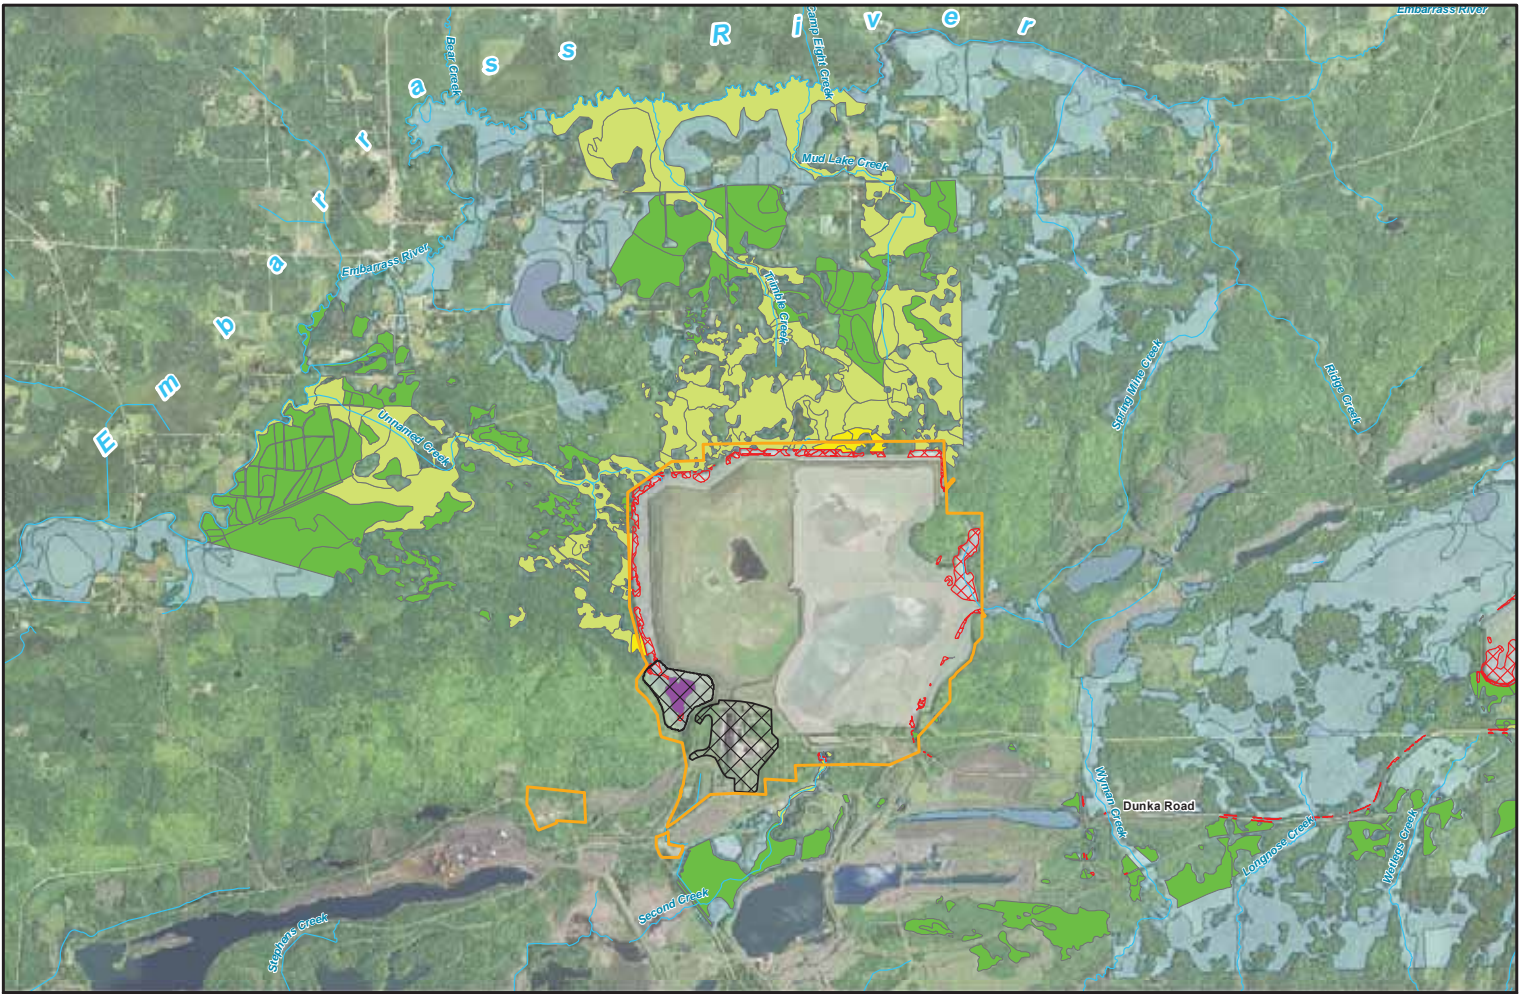 Embarrass River
Embarrass River
Bear Creek
Camp Eight Creek
Mud Lake Creek
Embarrass River
Trimble Creek
Unnamed Creek
Spring Mine Creek
Ridge Creek
Wyman Creek
Dunka Road
Longnose Creek
Wetlegs Creek
Second Creek
Stephens Creek